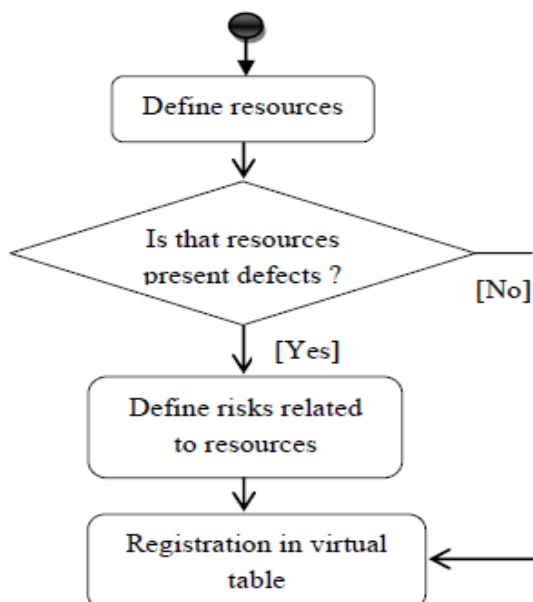 Define resources
Is that resources
present defects ?
[No]
[Yes]
Define risks related
to resources
Registration in virtual
table